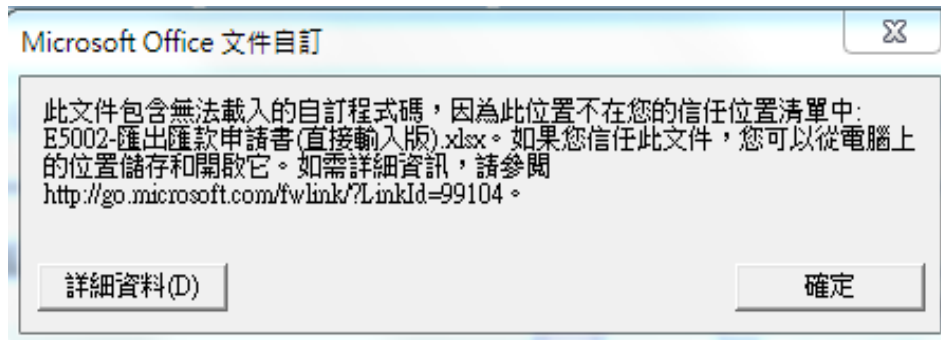 Microsoft Office 文件自訂
此文件包含無法載入的自訂程式碼，因為此位置不在您的信任位置清單中:
E5002-匯出匯款申請書(直接輸入版).xlsx。如果您信任此文件，您可以從電腦上
的位置儲存和開啟它。如需詳細資訊，請參閱
http://go.microsoft.com/fwlink/?LinkId=99104。
詳細資料(D)
確定